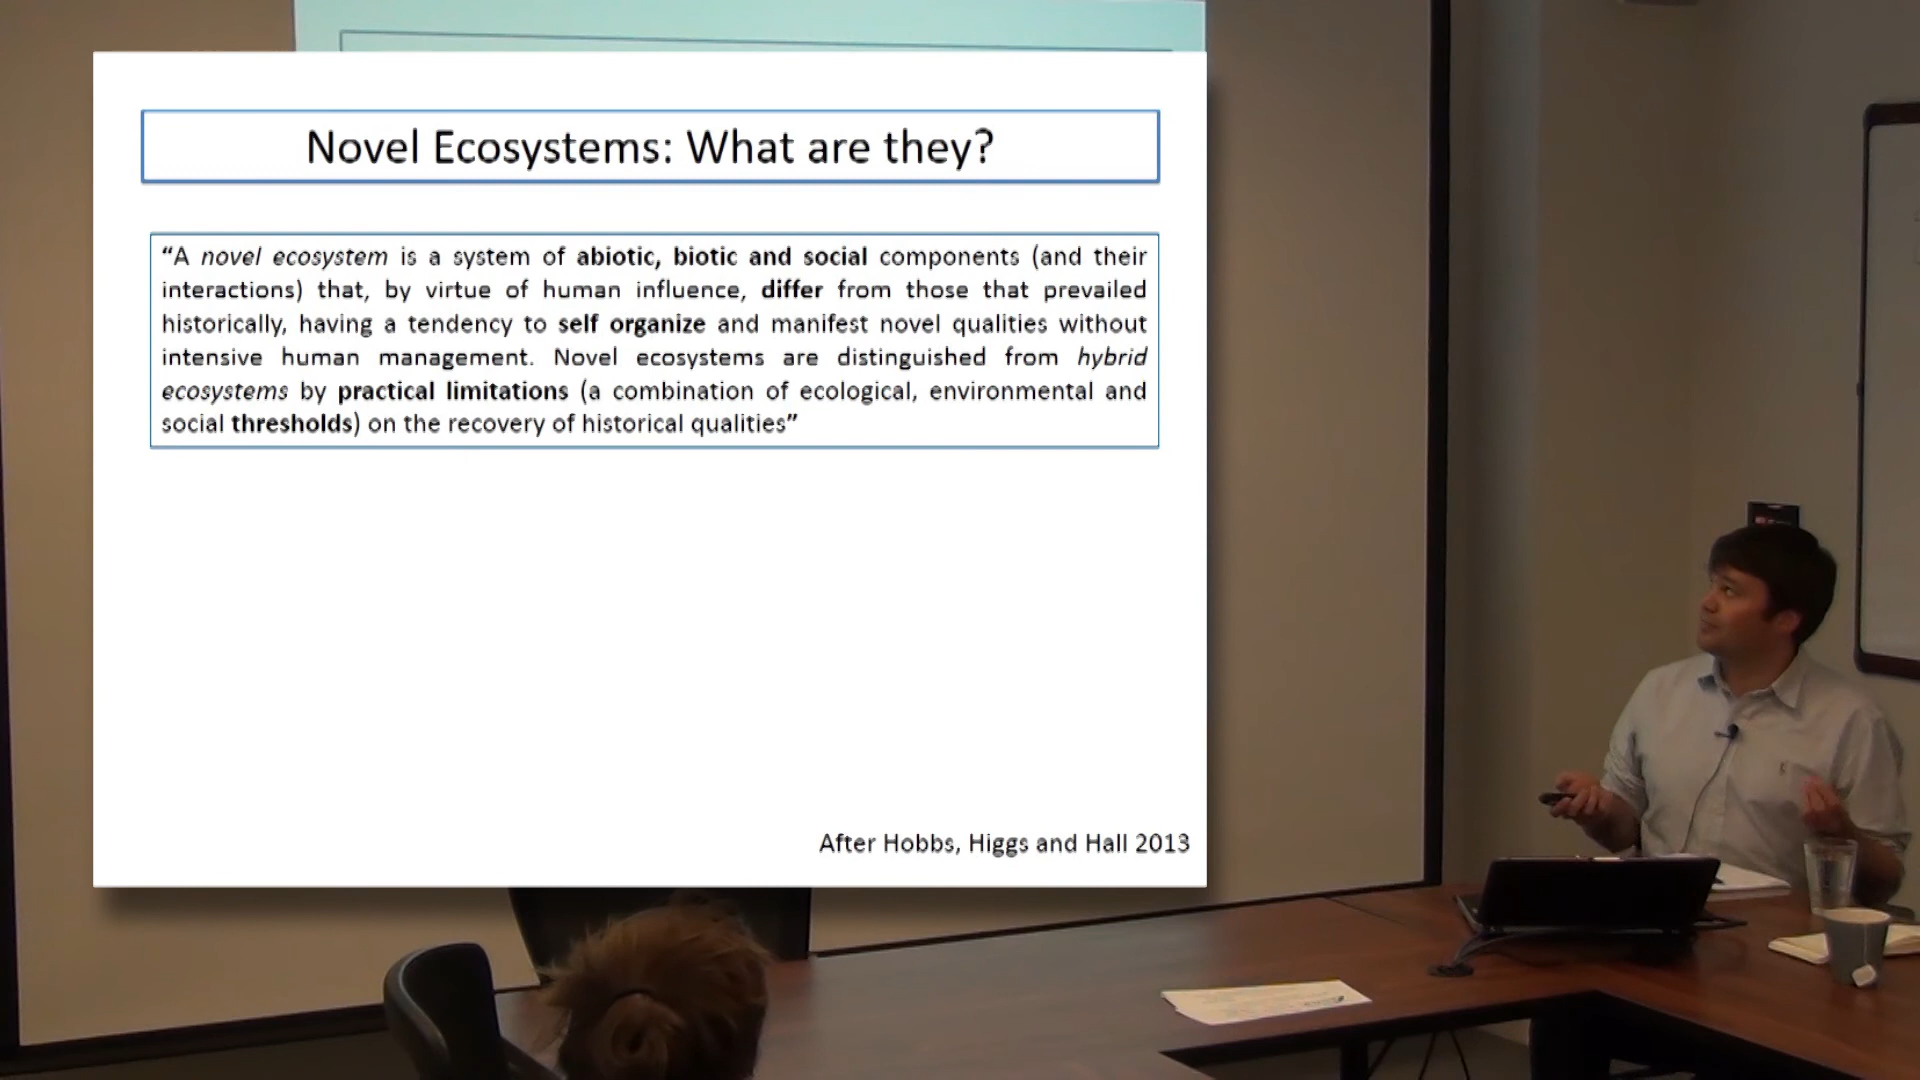 Novel Ecosystems: What are they?
“A novel ecosystem is a system of abiotic, biotic and social components (and their
interactions) that, by virtue of human influence, differ from those that prevailed
historically, having a tendency to self organize and manifest novel qualities without
intensive human management. Novel ecosystems are distinguished from hybrid
ecosystems by practical limitations (a combination of ecological, environmental and
social thresholds) on the recovery of historical qualities”
After Hobbs, Higgs and Hall 2013